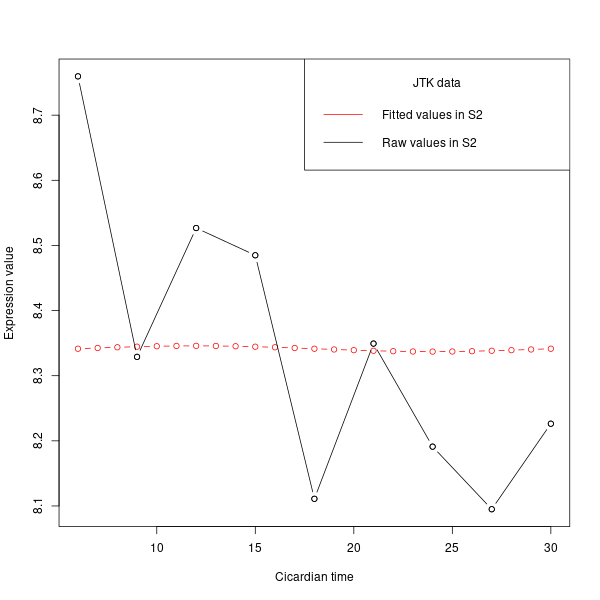 JTK data
Fitted values in S2
Raw values in S2
Expression value
8.7
8.6
8.5
8.4
8.3
8.2
8.1
10 15 20 25 30
Cicardian time